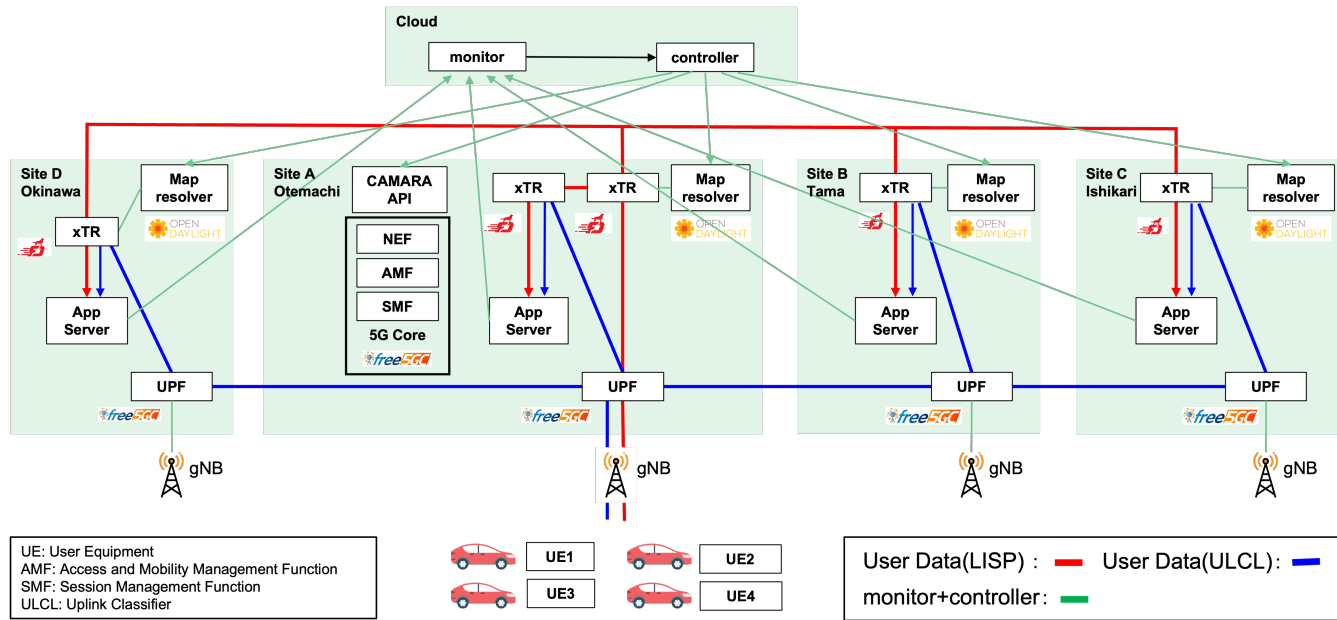 Cloud
monitor
controller
Site D
Okinawa
Map
resolver
OPEN
DAYLIGHT
xTR
App
Server
UPF
free5GC
gNB
Site A
Otemachi
CAMARA
API
NEF
AMF
SMF
5G Core
free5GC
xTR
xTR
Map
resolver
OPEN
DAYLIGHT
App
Server
UPF
free5GC
gNB
Site B
Tama
xTR
Map
resolver
OPEN
DAYLIGHT
App
Server
UPF
free5GC
gNB
Site C
Ishikari
xTR
Map
resolver
OPEN
DAYLIGHT
App
Server
UPF
free5GC
gNB
UE: User Equipment
AMF: Access and Mobility Management Function
SMF: Session Management Function
ULCL: Uplink Classifier
UE1
UE2
UE3
UE4
User Data(LISP) :
User Data(ULCL) :
monitor+controller :